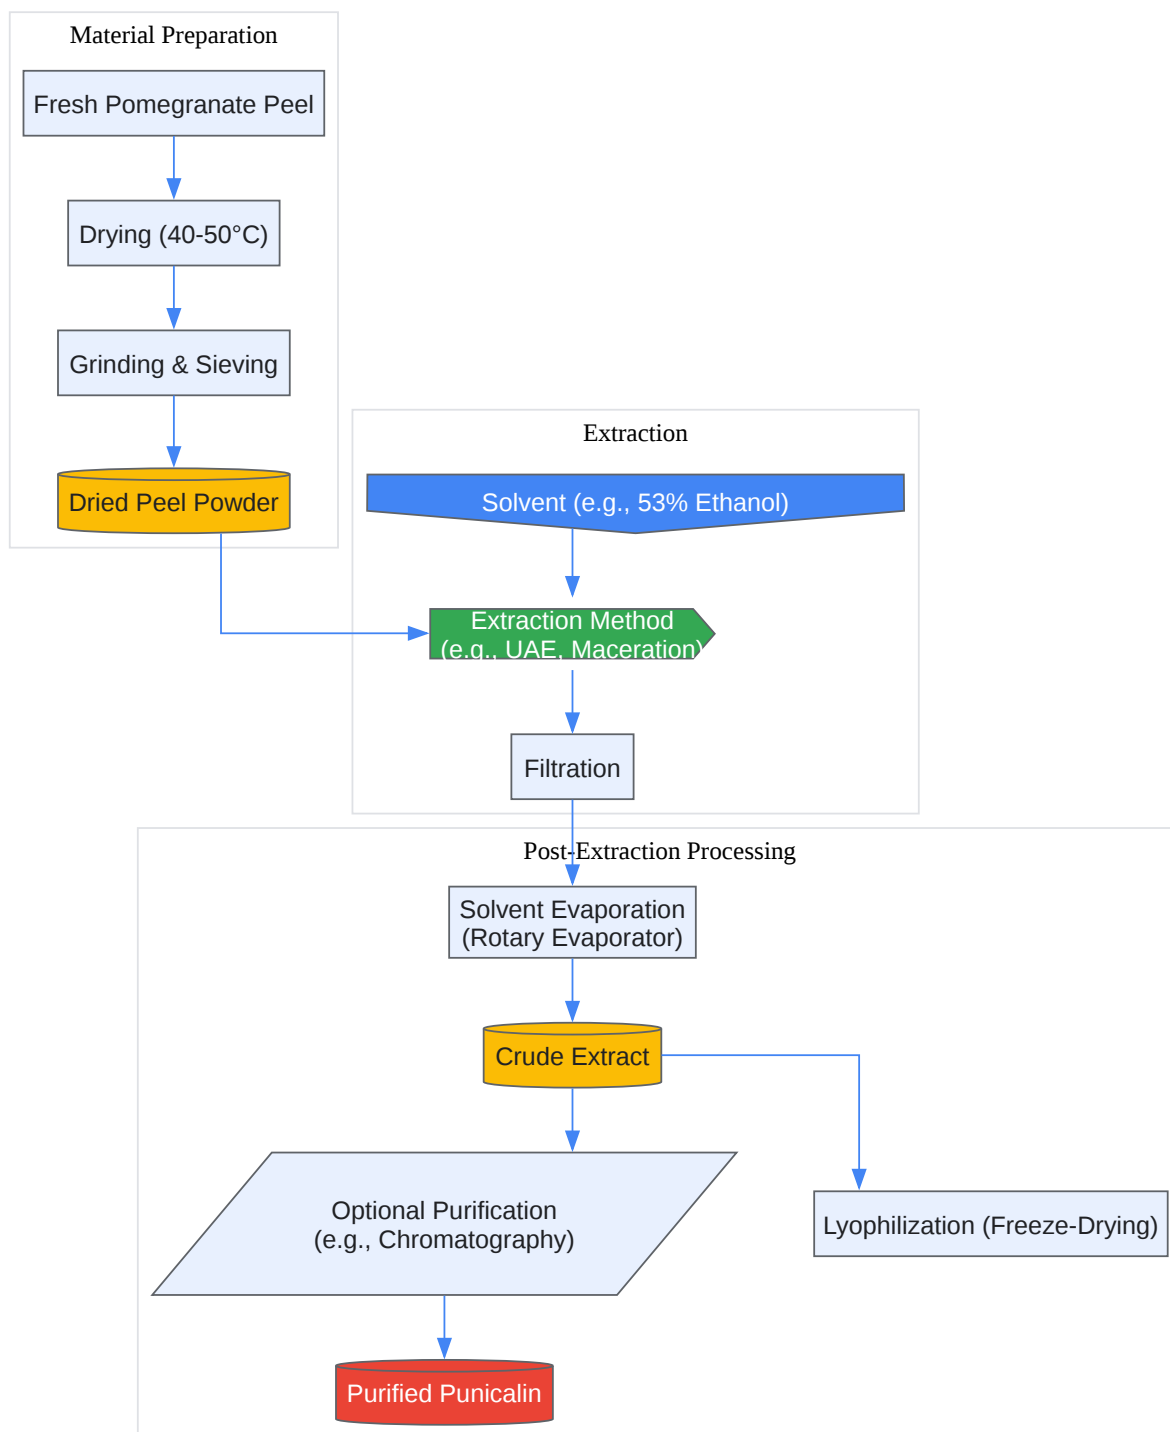 Material Preparation
Fresh Pomegranate Peel
Drying (40-50°C)
Grinding & Sieving
Dried Peel Powder
Extraction
Solvent (e.g., 53% Ethanol)
Extraction Method
(e.g., UAE, Maceration)
Filtration
Post-Extraction Processing
Solvent Evaporation
(Rotary Evaporator)
Crude Extract
Optional Purification
(e.g., Chromatography)
Lyophilization (Freeze-Drying)
Purified Punicalin